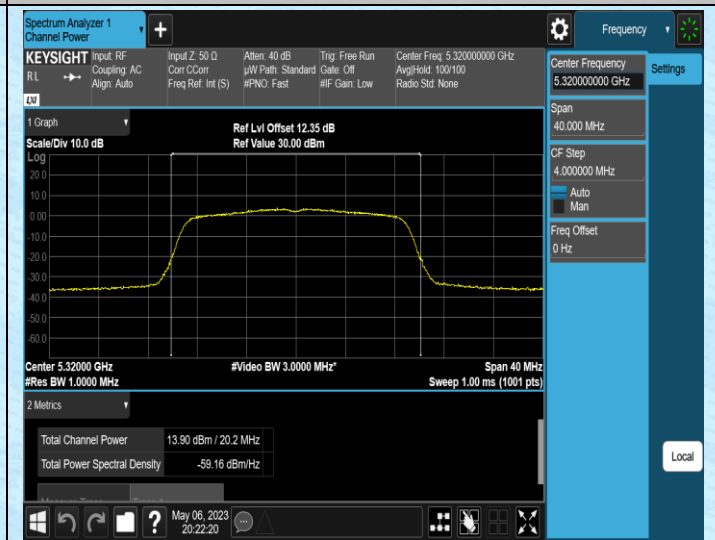 Spectrum Analyzer 1
Channel Power
+
Frequency
KEYSIGHT
RL
LXI
Input: RF
Coupling: AC
Align: Auto
Input Z: 50 Ω
Corr CCorr
Freq Ref: Int (S)
Atten: 40 dB
µW Path: Standard
#PNO: Fast
Trig: Free Run
Gate: Off
#IF Gain: Low
Center Freq: 5.320000000 GHz
Avg|Hold: 100/100
Radio Std: None
Center Frequency
5.320000000 GHz
Settings
Span
40.000 MHz
CF Step
4.000000 MHz
Auto
Man
Freq Offset
0 Hz
Local
1 Graph
Scale/Div 10.0 dB
Ref Lvl Offset 12.35 dB
Ref Value 30.00 dBm
Log
20.0
10.0
0.00
-10.0
-20.0
-30.0
-40.0
-50.0
-60.0
Center 5.32000 GHz
#Video BW 3.0000 MHz*
Span 40 MHz
#Res BW 1.0000 MHz
Sweep 1.00 ms (1001 pts)
2 Metrics
Total Channel Power 13.90 dBm / 20.2 MHz
Total Power Spectral Density -59.16 dBm/Hz
?
May 06, 2023
20:22:20